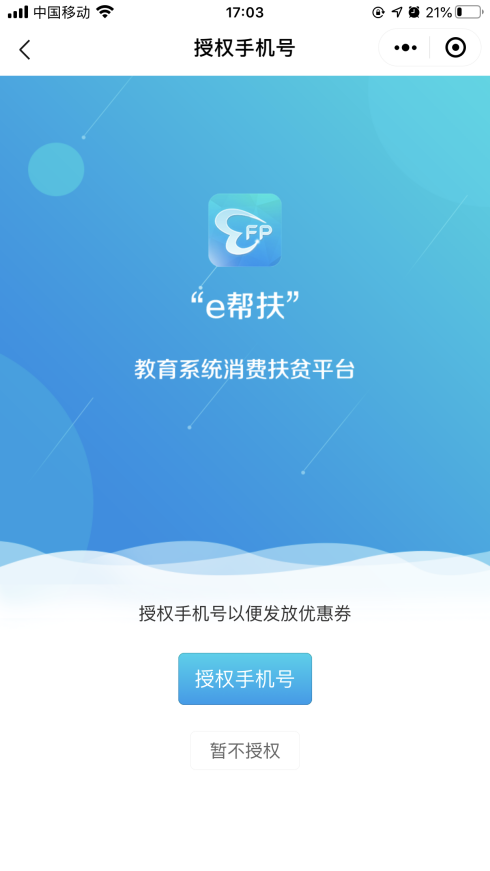 中国移动 17:03 21%
授权手机号
FP
“e帮扶”
教育系统消费扶贫平台
授权手机号以便发放优惠券
授权手机号
暂不授权